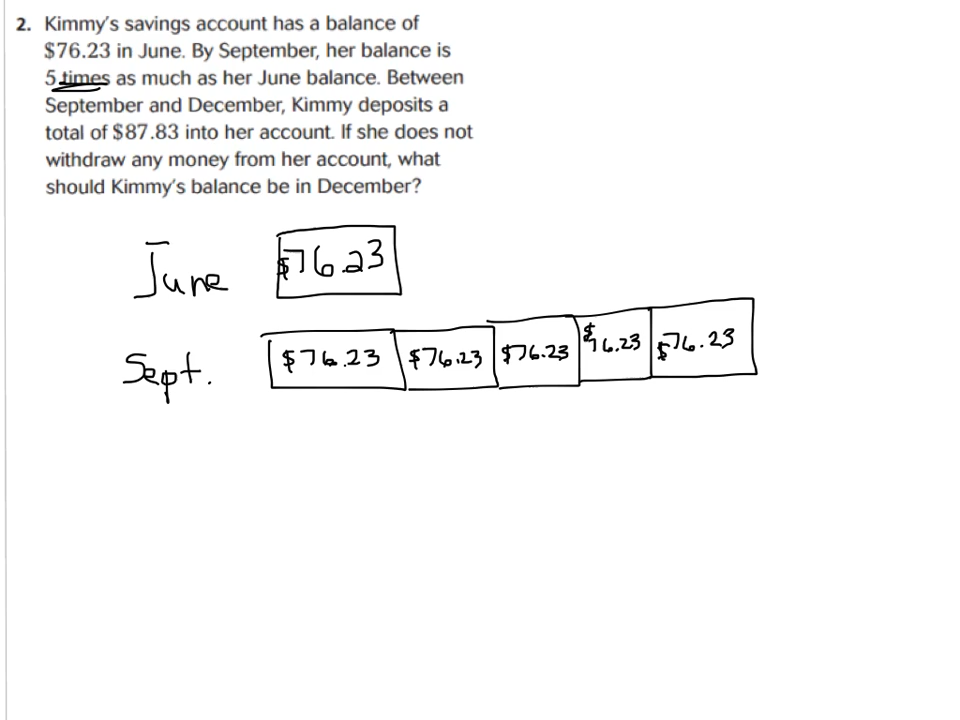 2. Kimmy's savings account has a balance of
$76.23 in June. By September, her balance is
5 times as much as her June balance. Between
September and December, Kimmy deposits a
total of $87.83 into her account. If she does not
withdraw any money from her account, what
should Kimmy's balance be in December?
June $76.23
Sept. $76.23 $76.23 $76.23 $76.23 $76.23